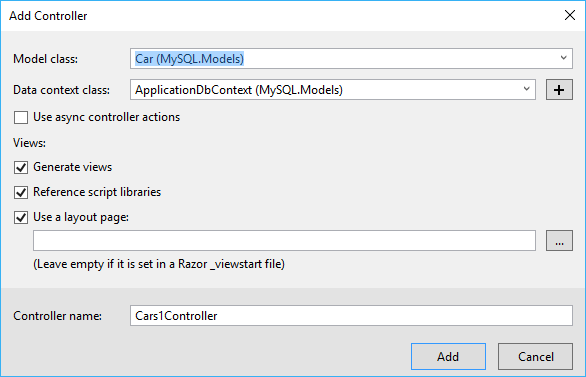 Add Controller
Model class: Car (MySQL.Models)
Data context class: ApplicationDbContext (MySQL.Models) +
Use async controller actions
Views:
Generate views
Reference script libraries
Use a layout page:
...
(Leave empty if it is set in a Razor _viewstart file)
Controller name: Cars1Controller
Add Cancel